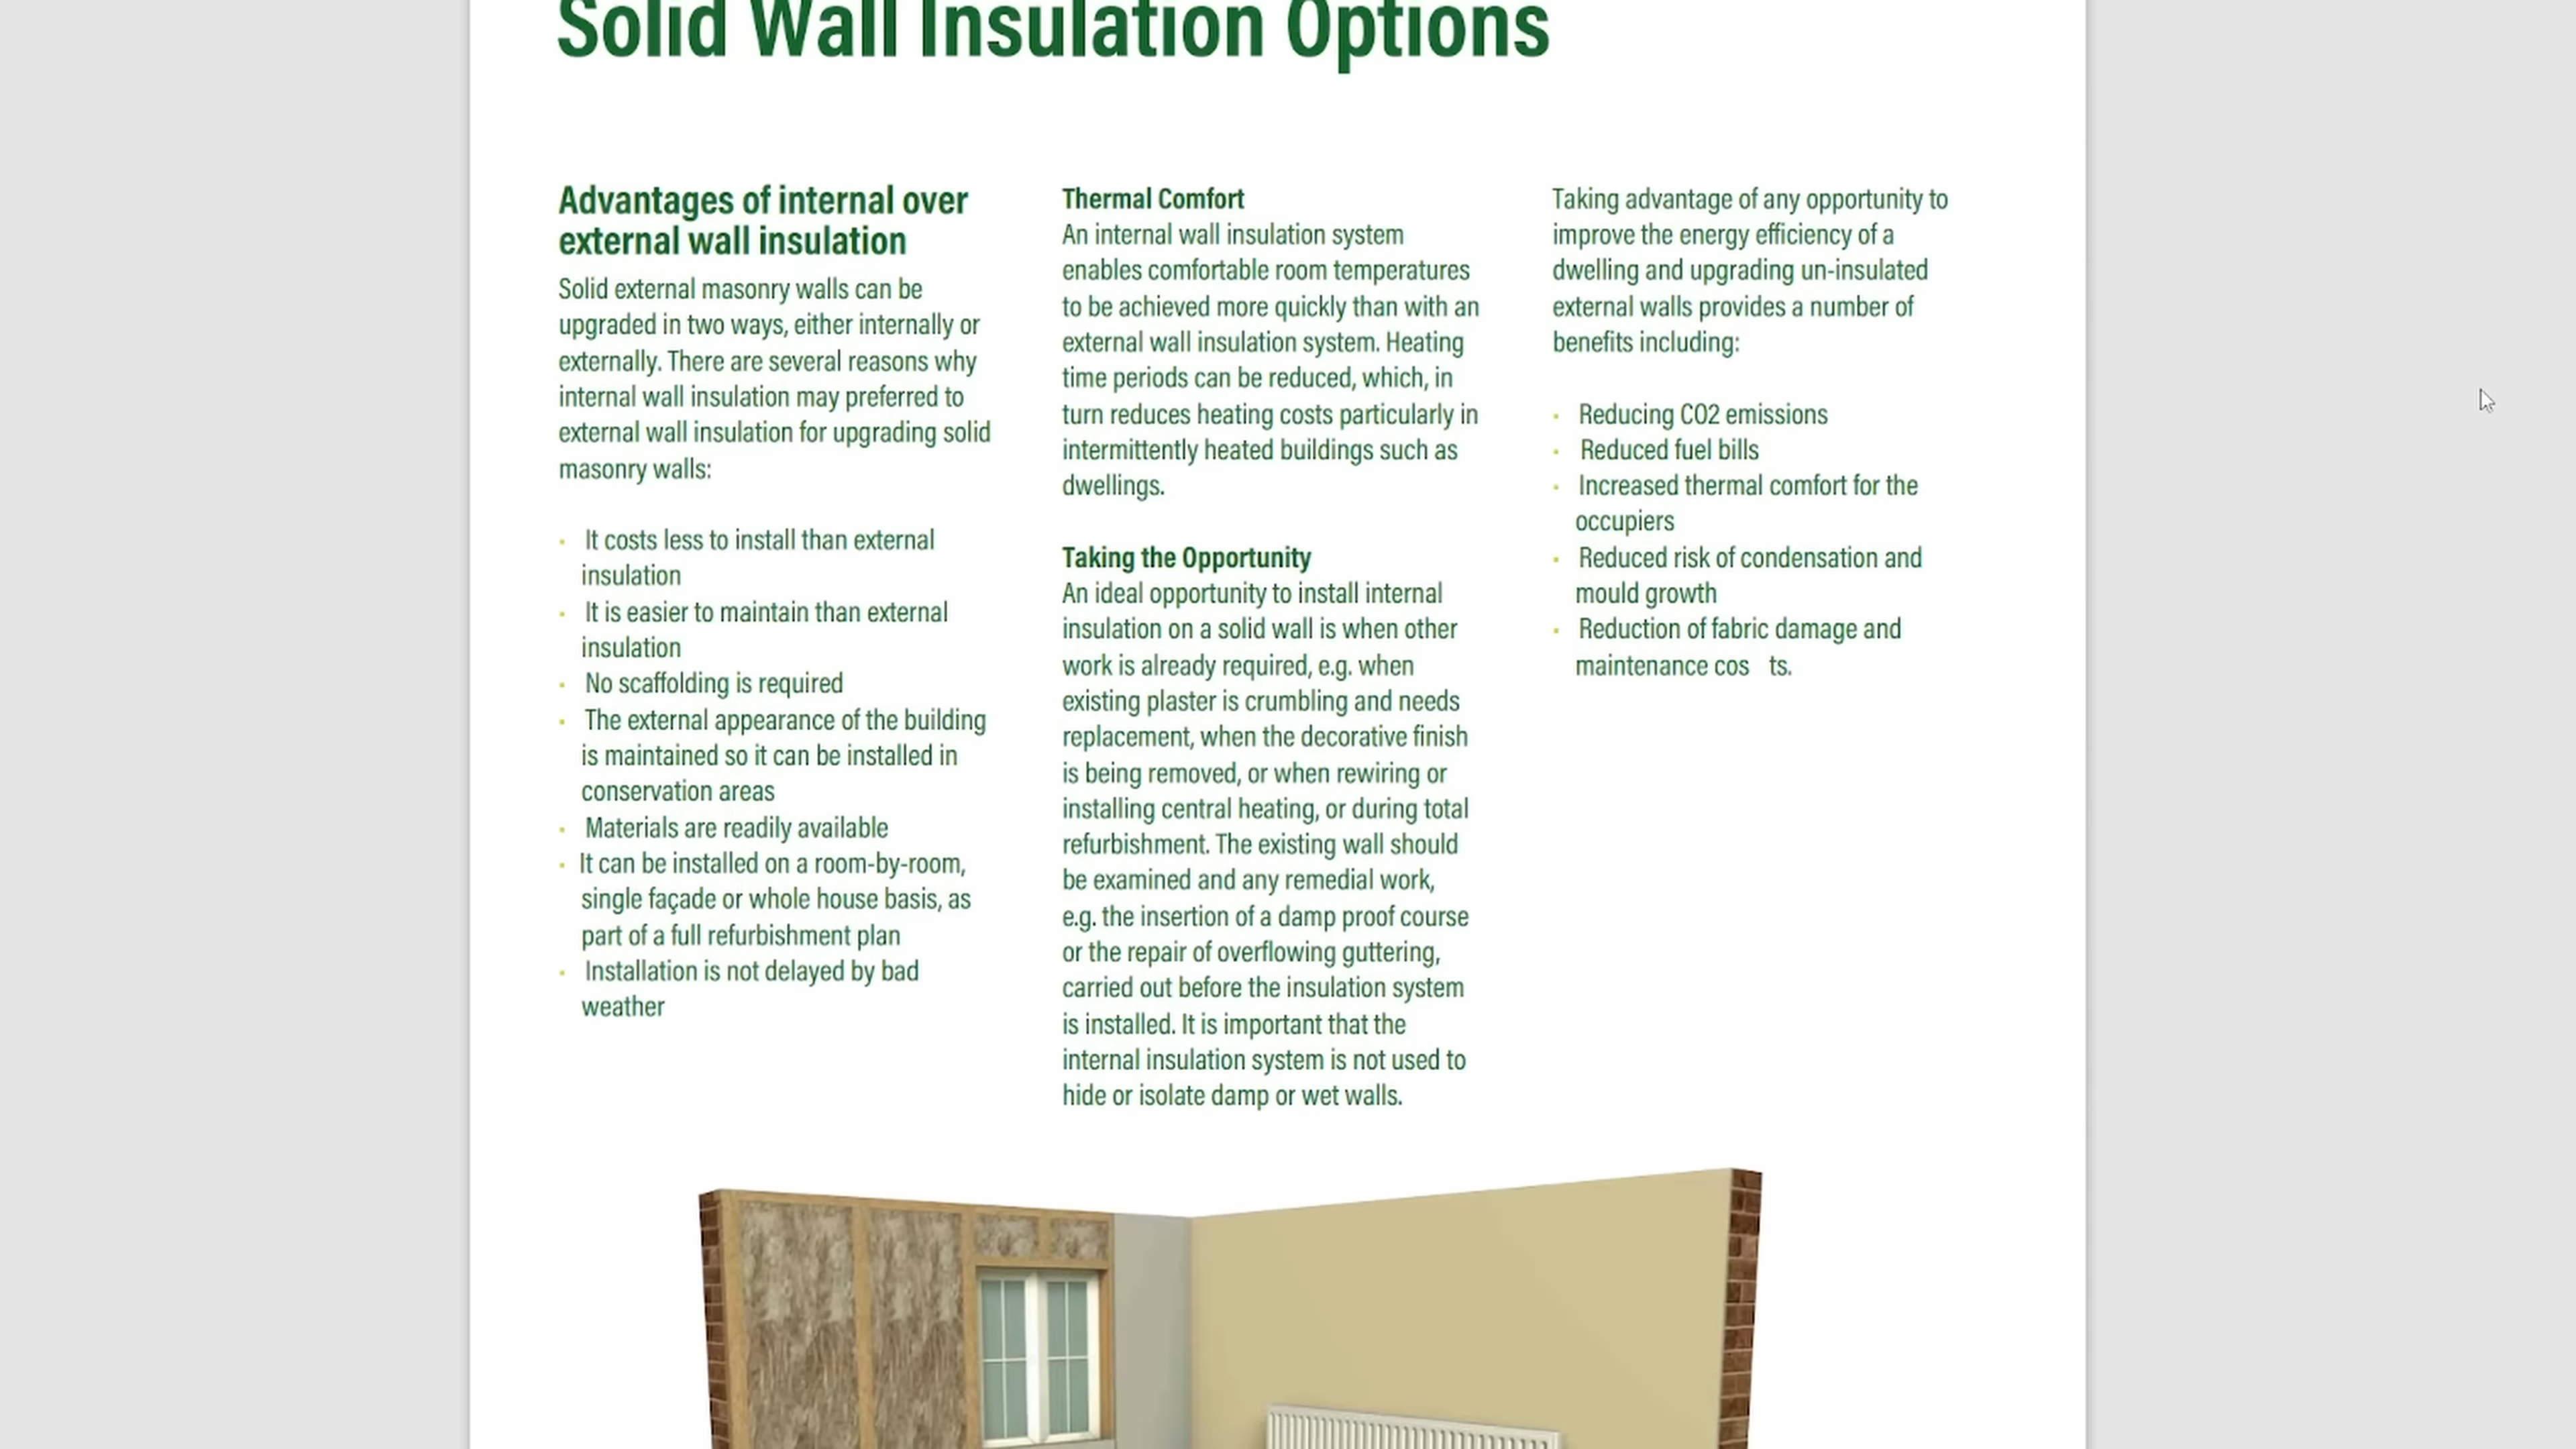 Solid Wall Insulation Options
Advantages of internal over
external wall insulation
Solid external masonry walls can be
upgraded in two ways, either internally or
externally. There are several reasons why
internal wall insulation may preferred to
external wall insulation for upgrading solid
masonry walls:
· It costs less to install than external
insulation
· It is easier to maintain than external
insulation
· No scaffolding is required
· The external appearance of the building
is maintained so it can be installed in
conservation areas
· Materials are readily available
· It can be installed on a room-by-room,
single façade or whole house basis, as
part of a full refurbishment plan
· Installation is not delayed by bad
weather
Thermal Comfort
An internal wall insulation system
enables comfortable room temperatures
to be achieved more quickly than with an
external wall insulation system. Heating
time periods can be reduced, which, in
turn reduces heating costs particularly in
intermittently heated buildings such as
dwellings.
Taking the Opportunity
An ideal opportunity to install internal
insulation on a solid wall is when other
work is already required, e.g. when
existing plaster is crumbling and needs
replacement, when the decorative finish
is being removed, or when rewiring or
installing central heating, or during total
refurbishment. The existing wall should
be examined and any remedial work,
e.g. the insertion of a damp proof course
or the repair of overflowing guttering,
carried out before the insulation system
is installed. It is important that the
internal insulation system is not used to
hide or isolate damp or wet walls.
Taking advantage of any opportunity to
improve the energy efficiency of a
dwelling and upgrading un-insulated
external walls provides a number of
benefits including:
· Reducing CO2 emissions
· Reduced fuel bills
· Increased thermal comfort for the
occupiers
· Reduced risk of condensation and
mould growth
· Reduction of fabric damage and
maintenance cos ts.